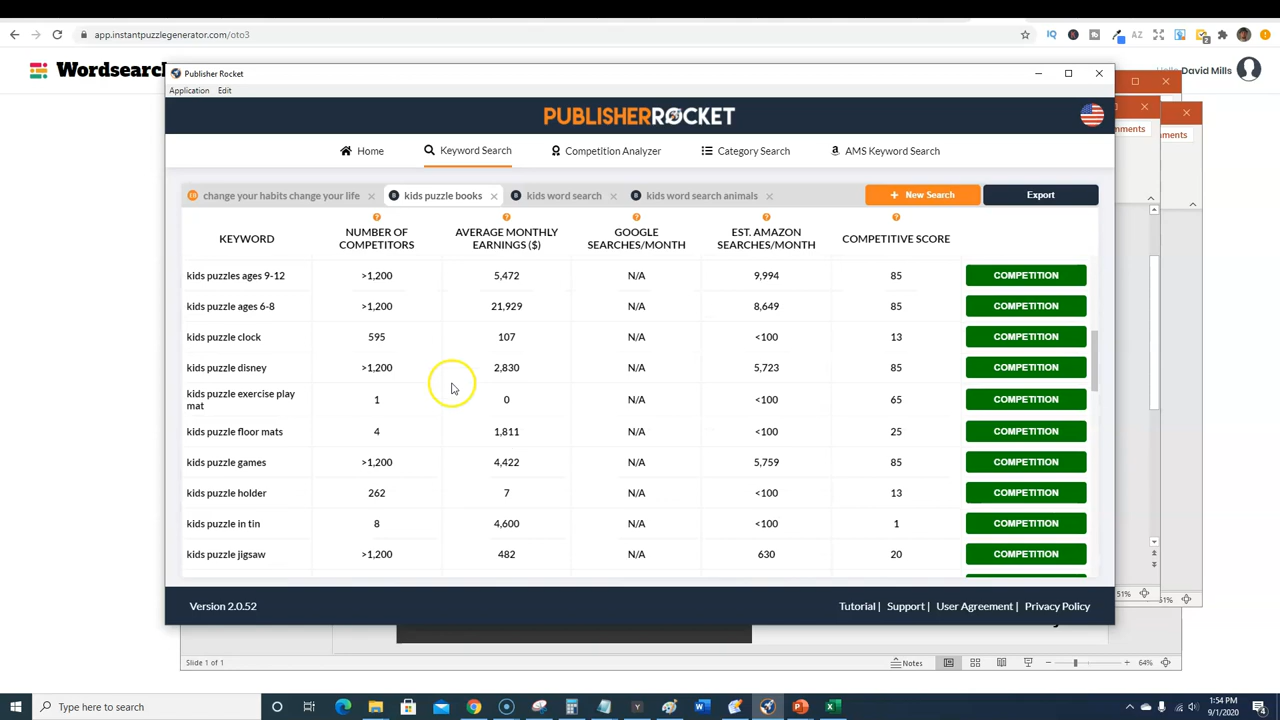 app.instantpuzzlegenerator.com/oto3
Wordsearch
David Mills
Publisher Rocket
Application Edit
PUBLISHERROCKET
Home Keyword Search Competition Analyzer Category Search AMS Keyword Search
change your habits change your life kids puzzle books kids word search kids word search animals + New Search Export
KEYWORD NUMBER OF COMPETITORS AVERAGE MONTHLY EARNINGS ($) GOOGLE SEARCHES/MONTH EST. AMAZON SEARCHES/MONTH COMPETITIVE SCORE
kids puzzles ages 9-12 >1,200 5,472 N/A 9,994 85 COMPETITION
kids puzzle ages 6-8 >1,200 21,929 N/A 8,649 85 COMPETITION
kids puzzle clock 595 107 N/A <100 13 COMPETITION
kids puzzle disney >1,200 2,830 N/A 5,723 85 COMPETITION
kids puzzle exercise play mat 1 0 N/A <100 65 COMPETITION
kids puzzle floor mats 4 1,811 N/A <100 25 COMPETITION
kids puzzle games >1,200 4,422 N/A 5,759 85 COMPETITION
kids puzzle holder 262 7 N/A <100 13 COMPETITION
kids puzzle in tin 8 4,600 N/A <100 1 COMPETITION
kids puzzle jigsaw >1,200 482 N/A 630 20 COMPETITION
Version 2.0.52 Tutorial | Support | User Agreement | Privacy Policy
Slide 1 of 1 Notes 64%
Type here to search 1:54 PM
9/1/2020